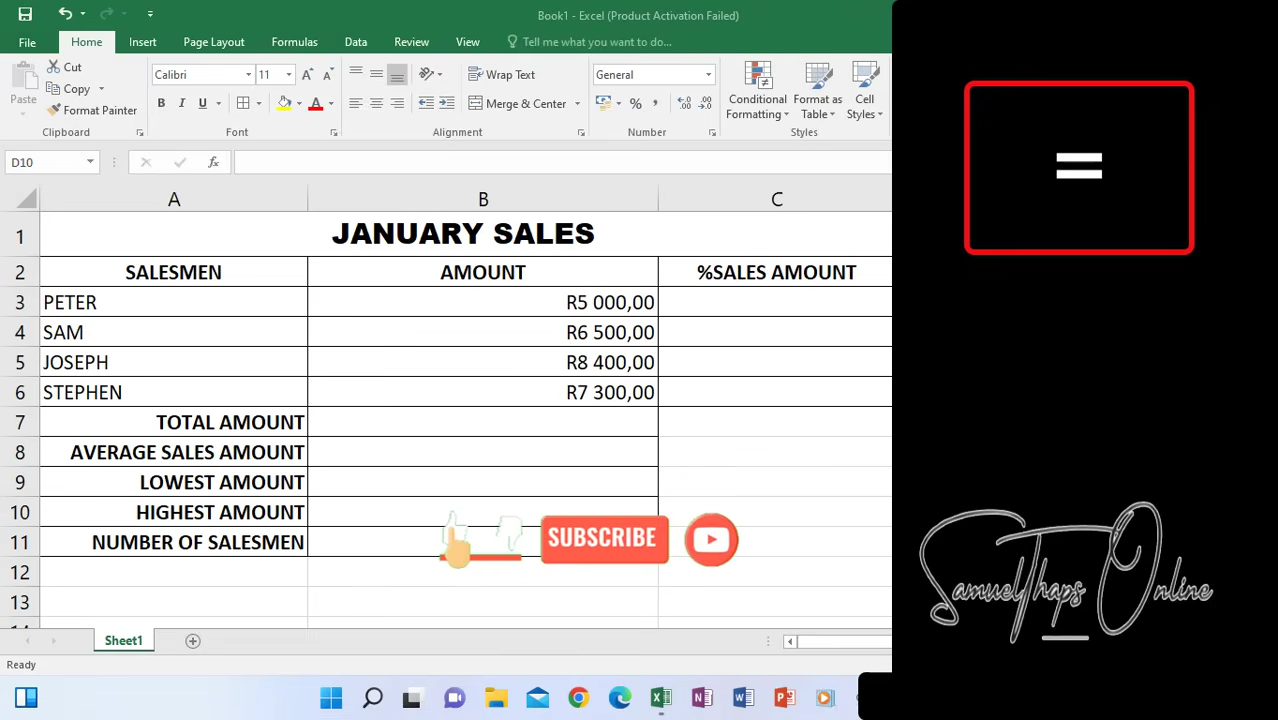 Book1 - Excel (Product Activation Failed)
File Home Insert Page Layout Formulas Data Review View Tell me what you want to do...
Cut
Copy
Format Painter
Paste
Clipboard
Calibri 11
B I U
Font
Wrap Text
Merge & Center
Alignment
General
%
Number
Conditional Formatting
Format as Table
Cell Styles
Styles
D10 fx
A B C
1 JANUARY SALES
2 SALESMEN AMOUNT %SALES AMOUNT
3 PETER R5 000,00
4 SAM R6 500,00
5 JOSEPH R8 400,00
6 STEPHEN R7 300,00
7 TOTAL AMOUNT
8 AVERAGE SALES AMOUNT
9 LOWEST AMOUNT
10 HIGHEST AMOUNT
11 NUMBER OF SALESMEN
SUBSCRIBE
12
13
Sheet1
Ready
=
SamuelThaps Online